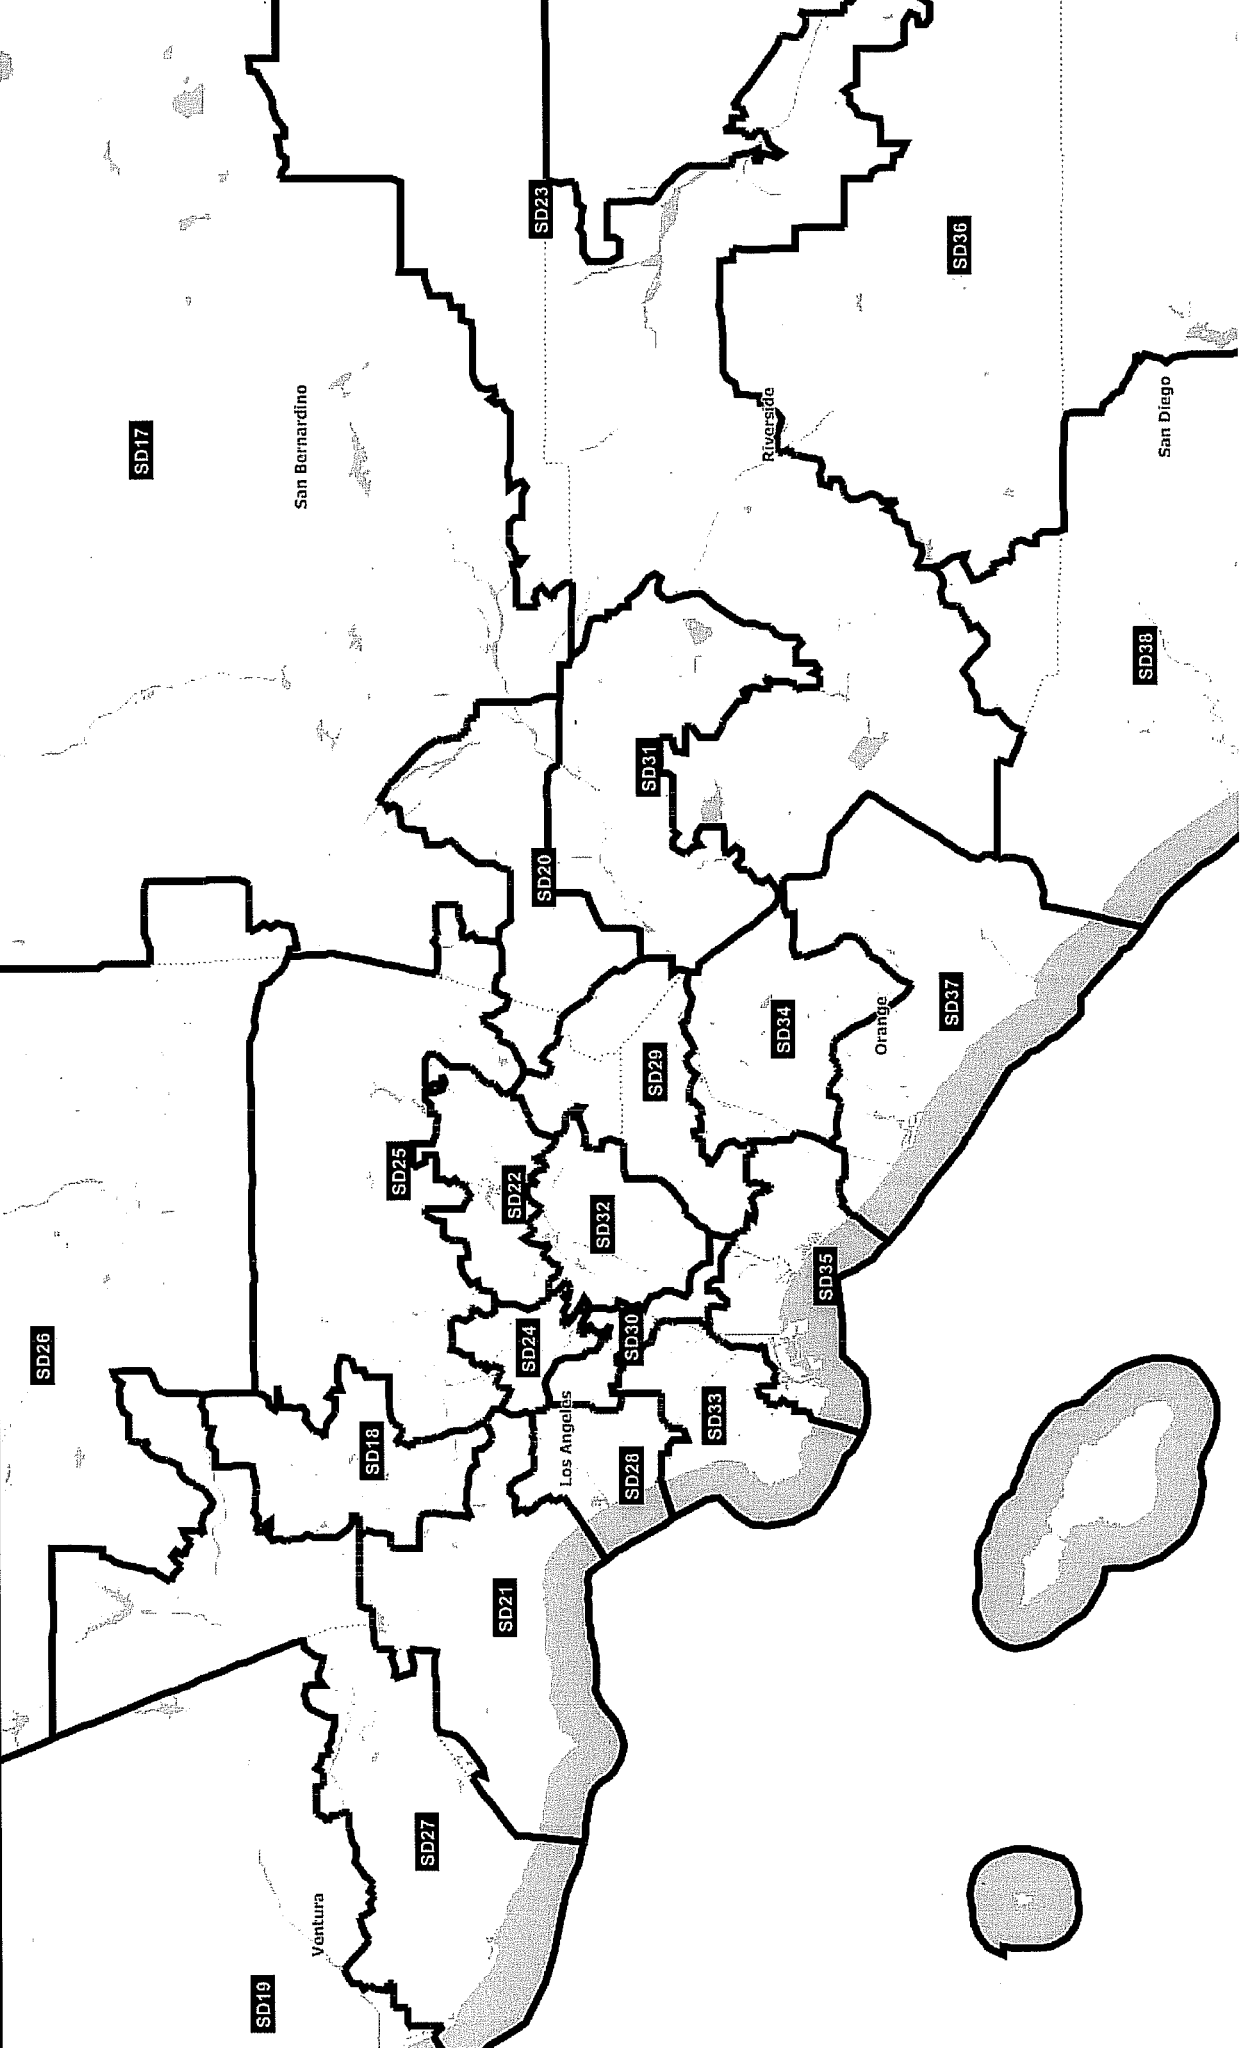 SD26
SD17
San Bernardino
SD19
Ventura
SD18
SD25
SD27
SD21
SD24
SD22
SD20
SD23
Los Angeles
SD32
SD28
SD30
SD29
SD31
SD33
SD34
Riverside
SD35
Orange
SD37
SD36
SD38
San Diego